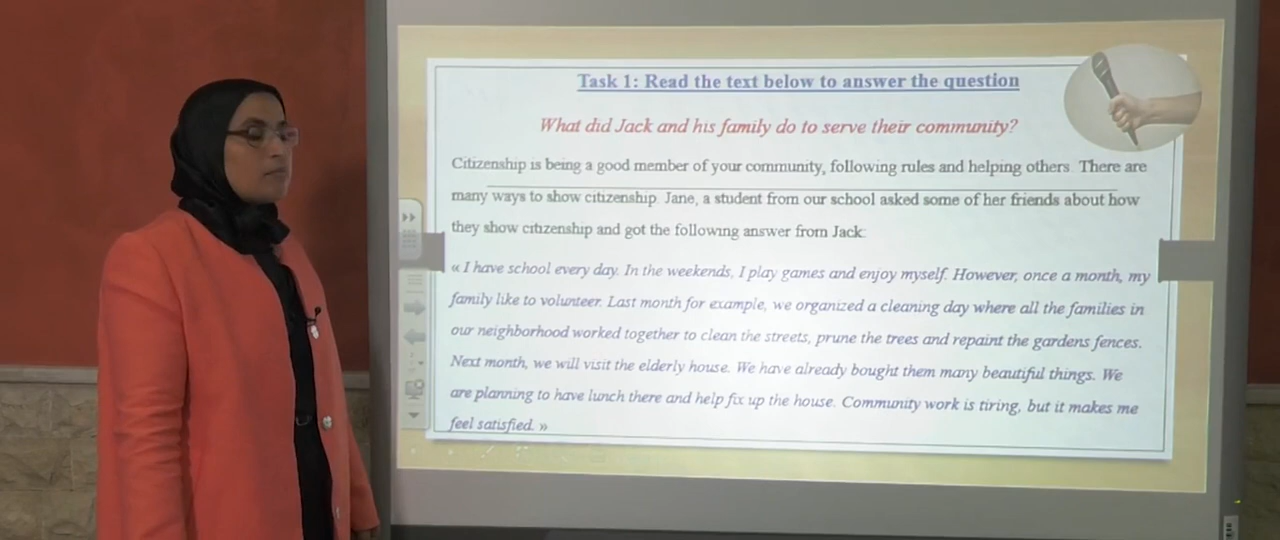 Task 1: Read the text below to answer the question
What did Jack and his family do to serve their community?
Citizenship is being a good member of your community, following rules and helping others. There are
many ways to show citizenship. Jane, a student from our school asked some of her friends about how
they show citizenship and got the following answer from Jack:
« I have school every day. In the weekends, I play games and enjoy myself. However, once a month, my
family like to volunteer. Last month for example, we organized a cleaning day where all the families in
our neighborhood worked together to clean the streets, prune the trees and repaint the gardens fences.
Next month, we will visit the elderly house. We have already bought them many beautiful things. We
are planning to have lunch there and help fix up the house. Community work is tiring, but it makes me
feel satisfied. »